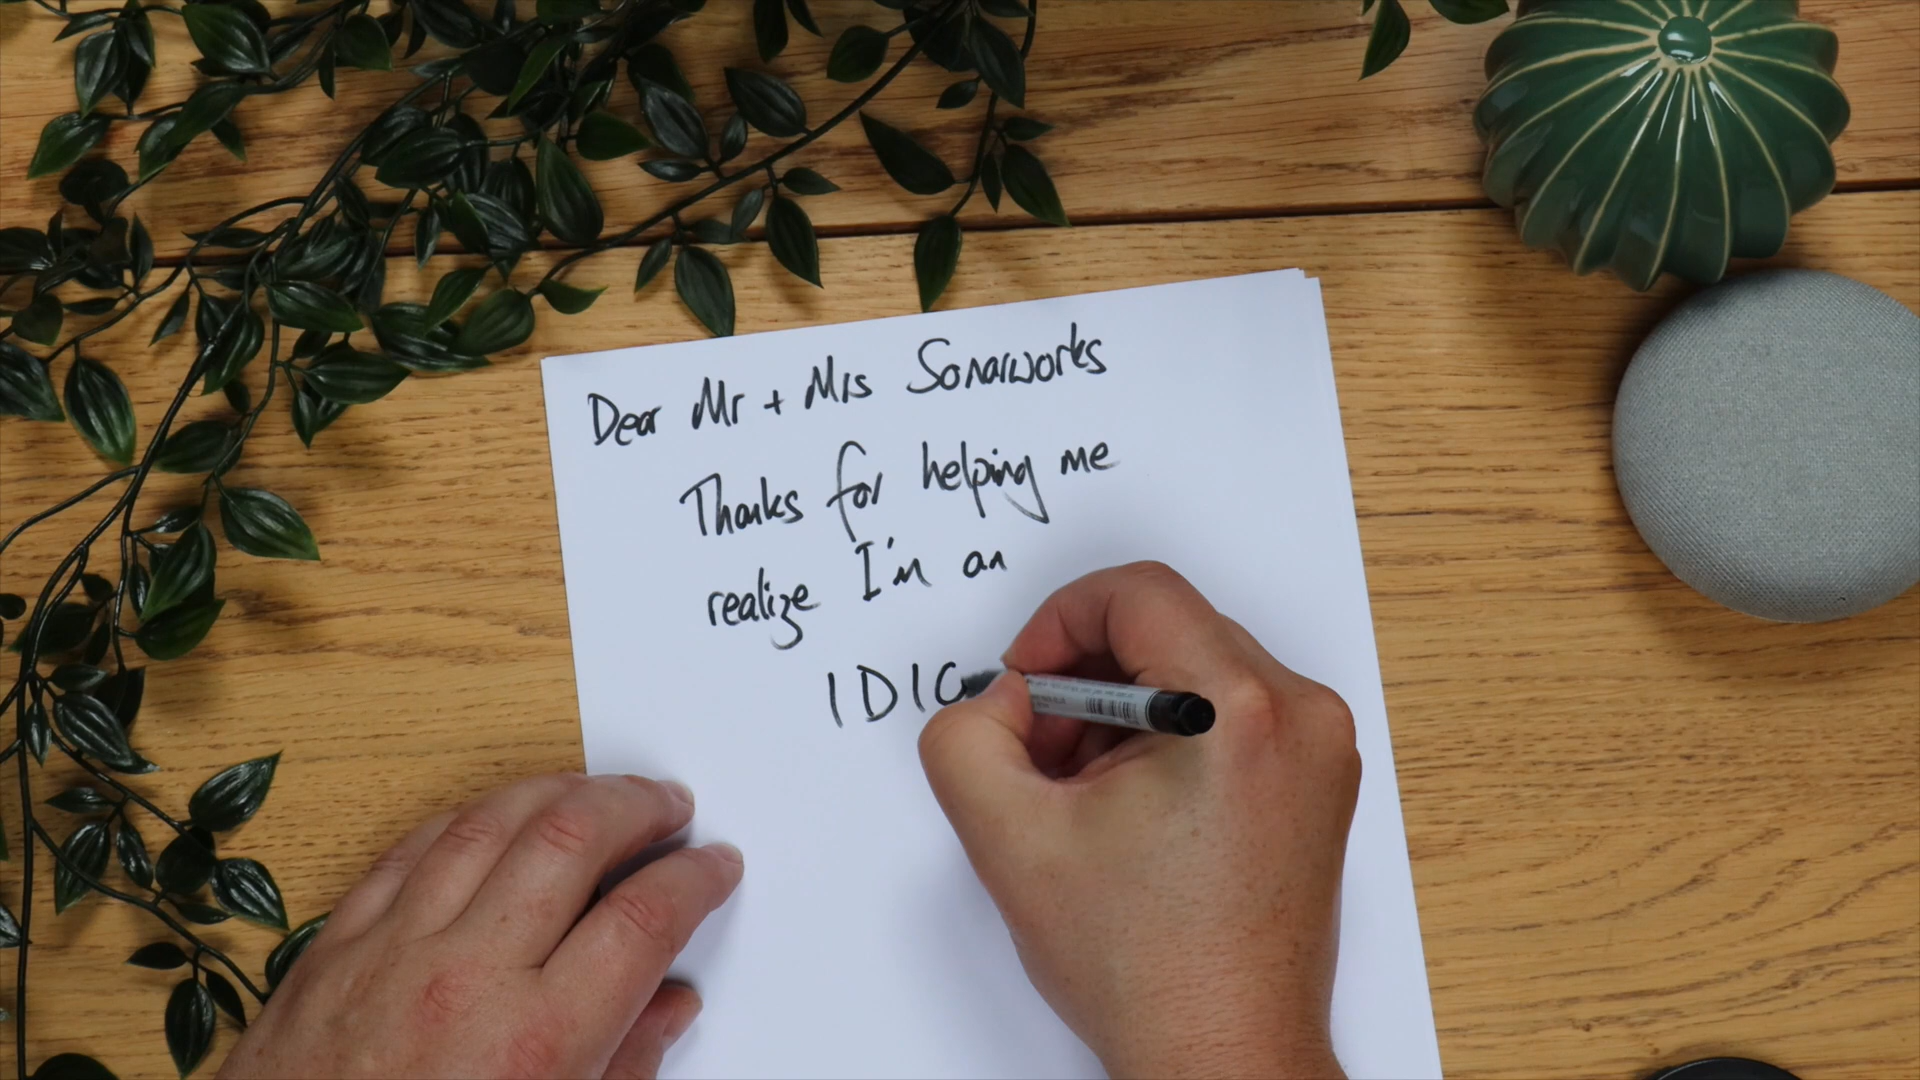 Dear Mr + Mrs Sonarworks
Thanks for helping me
realize I'm an
IDIO